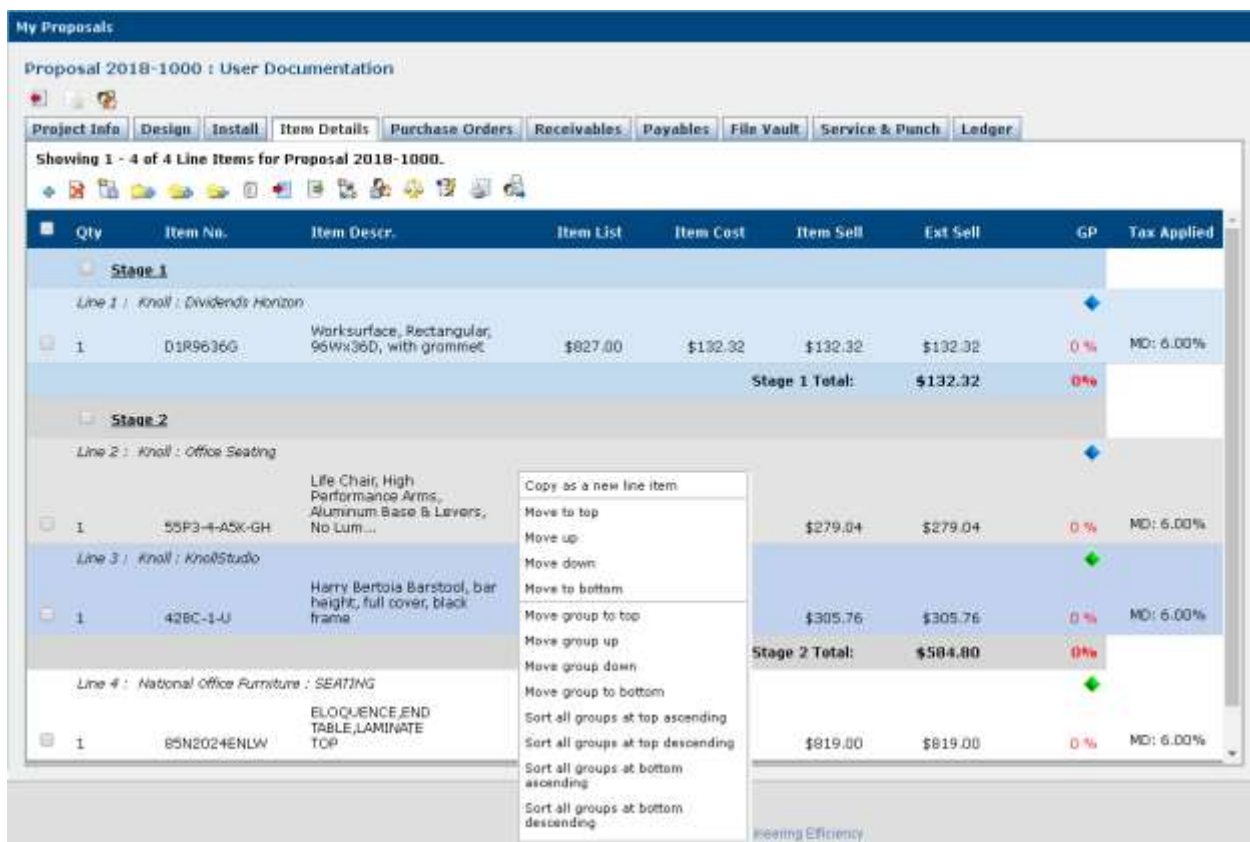 My Proposals
Proposal 2018-1000 : User Documentation
Project Info Design Install Item Details Purchase Orders Receivables Payables File Vault Service & Punch Ledger
Showing 1 - 4 of 4 Line Items for Proposal 2018-1000.
Qty Item No. Item Descr. Item List Item Cost Item Sell Ext Sell GP Tax Applied
Stage 1
Line 1 : Knoll : Dividends Horizon
Worksurface, Rectangular,
96Wx36D, with grommet
1 D1R9636G $827.00 $132.32 $132.32 $132.32 0 % MD: 6.00%
Stage 1 Total: $132.32 0%
Stage 2
Line 2 : Knoll : Office Seating
Life Chair, High
Performance Arms,
Aluminum Base & Levers,
No Lum...
1 55P3-4-A5K-GH $279.04 $279.04 0 % MD: 6.00%
Line 3 : Knoll : KnollStudio
Harry Bertoia Barstool, bar
height, full cover, black
frame
1 428C-1-U $305.76 $305.76 0 % MD: 6.00%
Stage 2 Total: $584.80 0%
Line 4 : National Office Furniture : SEATING
ELOQUENCE,END
TABLE,LAMINATE
TOP
1 85N2024ENLW $819.00 $819.00 0 % MD: 6.00%
Copy as a new line item
Move to top
Move up
Move down
Move to bottom
Move group to top
Move group up
Move group down
Move group to bottom
Sort all groups at top ascending
Sort all groups at top descending
Sort all groups at bottom
ascending
Sort all groups at bottom
descending
Efficiency